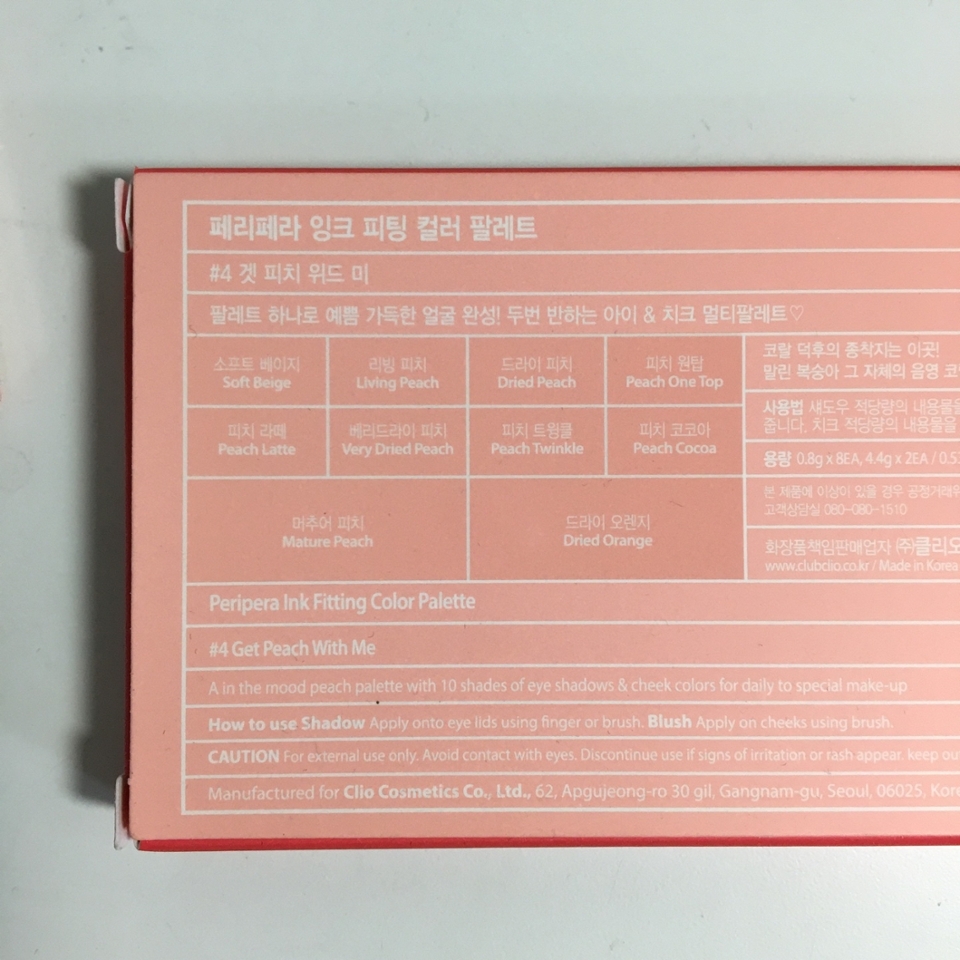 페리페라 잉크 피팅 컬러 팔레트
#4 겟 피치 위드 미
팔레트 하나로 예쁨 가득한 얼굴 완성! 두번 반하는 아이 & 치크 멀티팔레트♡
소프트 베이지
Soft Beige
리빙 피치
Living Peach
드라이 피치
Dried Peach
피치 원탑
Peach One Top
피치 라떼
Peach Latte
베리드라이 피치
Very Dried Peach
피치 트윙클
Peach Twinkle
피치 코코아
Peach Cocoa
머추어 피치
Mature Peach
드라이 오렌지
Dried Orange
코랄 덕후의 종착지는 이곳!
말린 복숭아 그 자체의 음영
사용법 섀도우 적당량의 내용물을
줍니다. 치크 적당량의 내용물을
용량 0.8g x 8EA, 4.4g x 2EA / 0.5
본 제품에 이상이 있을 경우 공정거래위
고객상담실 080-080-1510
화장품책임판매업자 ㈜클리오
www.clubclio.co.kr / Made in Korea
Peripera Ink Fitting Color Palette
#4 Get Peach With Me
A in the mood peach palette with 10 shades of eye shadows & cheek colors for daily to special make-up
How to use Shadow Apply onto eye lids using finger or brush. Blush Apply on cheeks using brush.
CAUTION For external use only. Avoid contact with eyes. Discontinue use if signs of irritation or rash appear. keep
Manufactured for Clio Cosmetics Co., Ltd., 62, Apgujeong-ro 30 gil, Gangnam-gu, Seoul, 06025, Kore